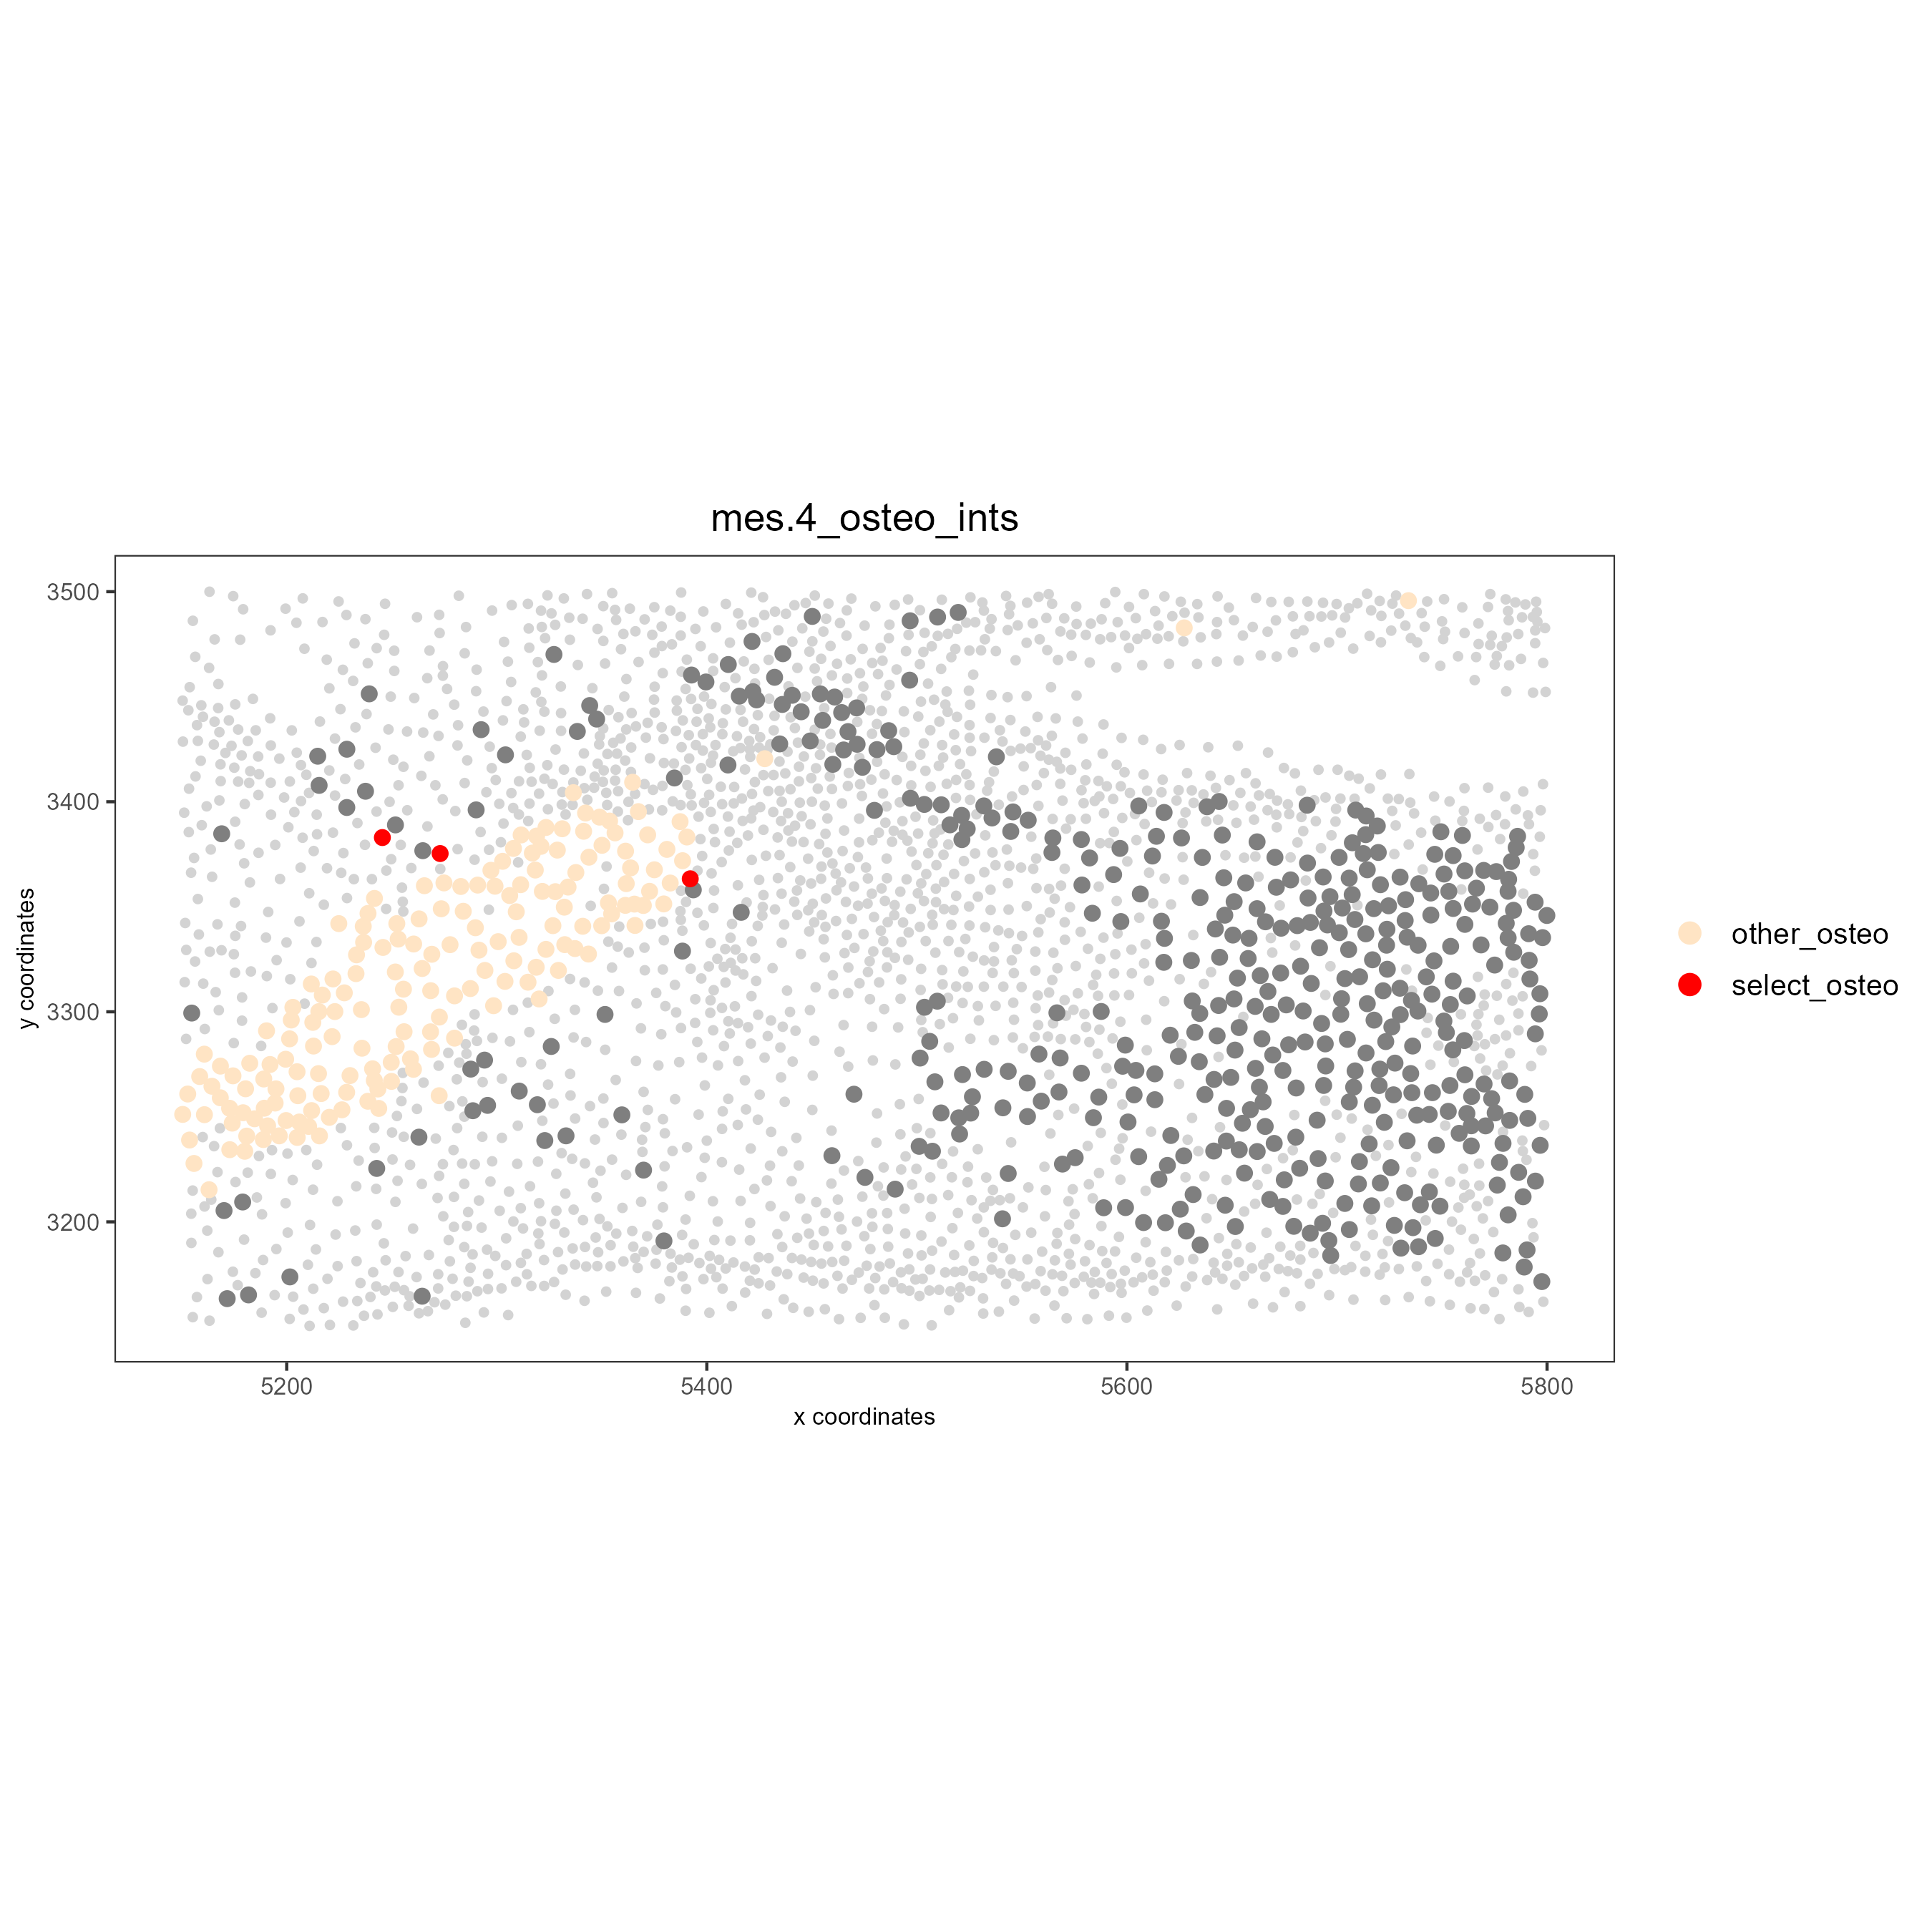 mes.4_osteo_ints
3500
3400
3300
3200
y coordinates
5200
5400
5600
5800
x coordinates
other_osteo
select_osteo